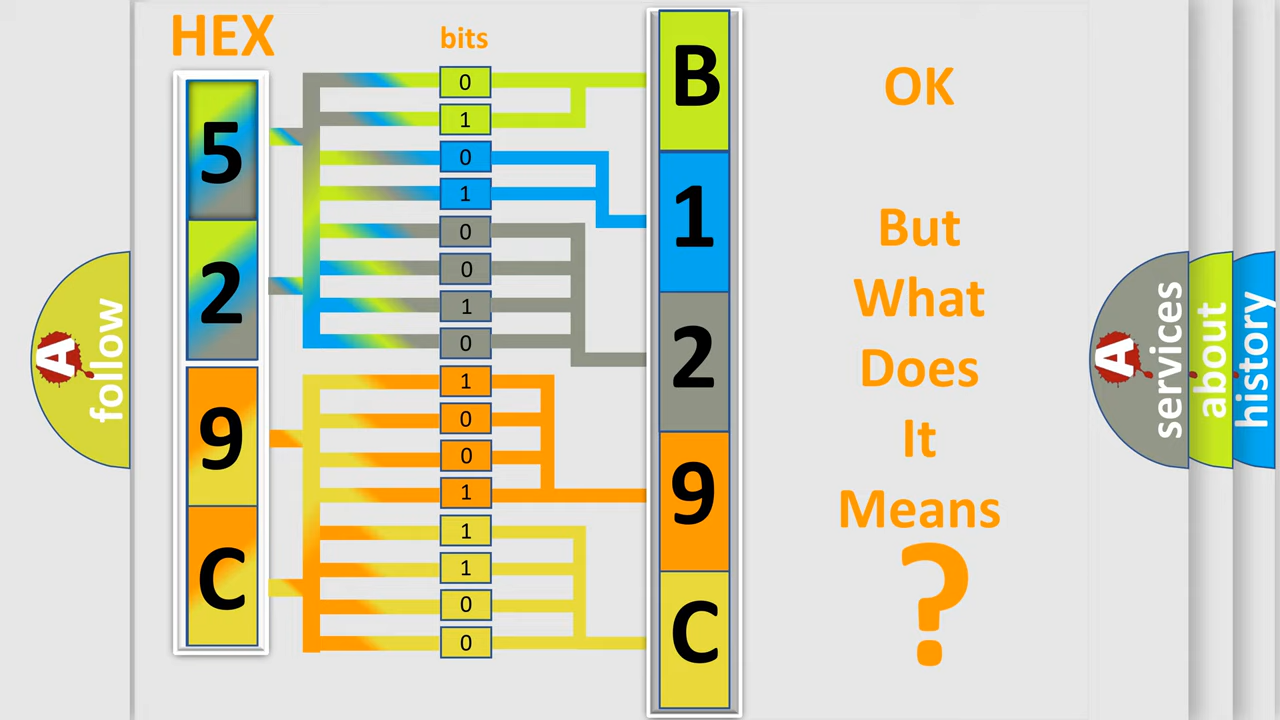 HEX
bits
5
2
9
C
0
1
0
1
0
0
1
0
1
0
0
1
1
1
0
0
B
1
2
9
C
OK
But
What
Does
It
Means
?
A
follow
A
services
about
history